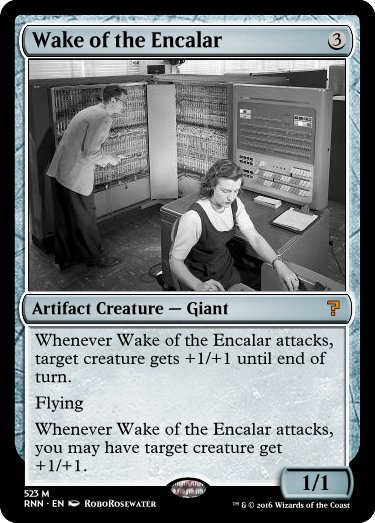 Wake of the Encalar 3
Artifact Creature — Giant
Whenever Wake of the Encalar attacks,
target creature gets +1/+1 until end of
turn.
Flying
Whenever Wake of the Encalar attacks,
you may have target creature get
+1/+1.
1/1
523 M
RNN • EN RoboRosewater
™ & © 2016 Wizards of the Coast